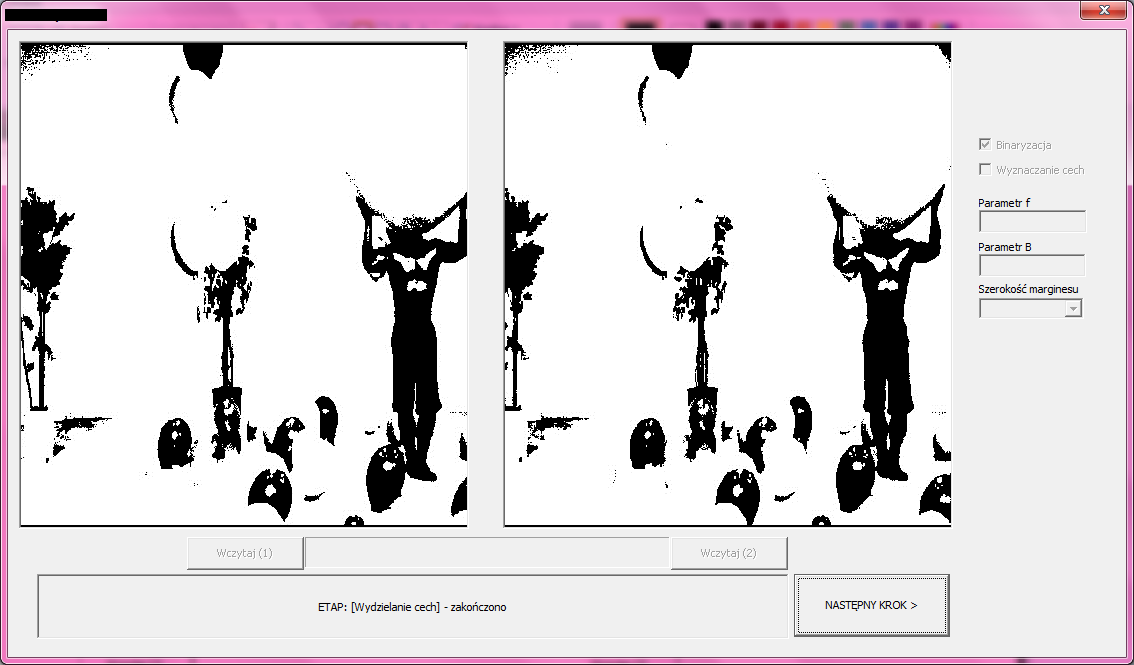 Binaryzacja
Wyznaczanie cech
Parametr f
Parametr B
Szerokość marginesu
Wczytaj (1)
Wczytaj (2)
ETAP: [Wydzielanie cech] - zakończono
NASTĘPNY KROK >